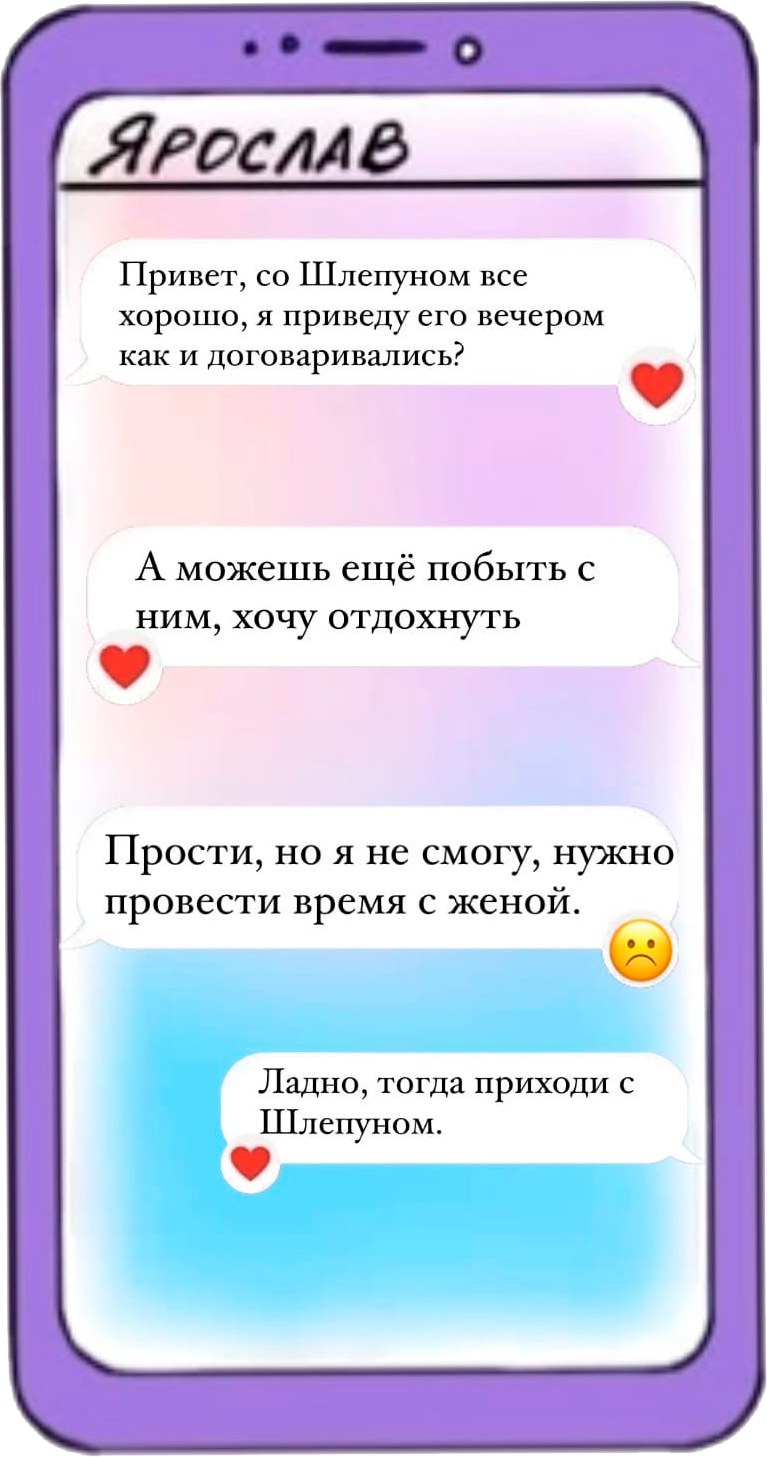 ЯРОСЛАВ
Привет, со Шлепуном все
хорошо, я приведу его вечером
как и договаривались?
А можешь ещё побыть с
ним, хочу отдохнуть
Прости, но я не смогу, нужно
провести время с женой.
Ладно, тогда приходи с
Шлепуном.